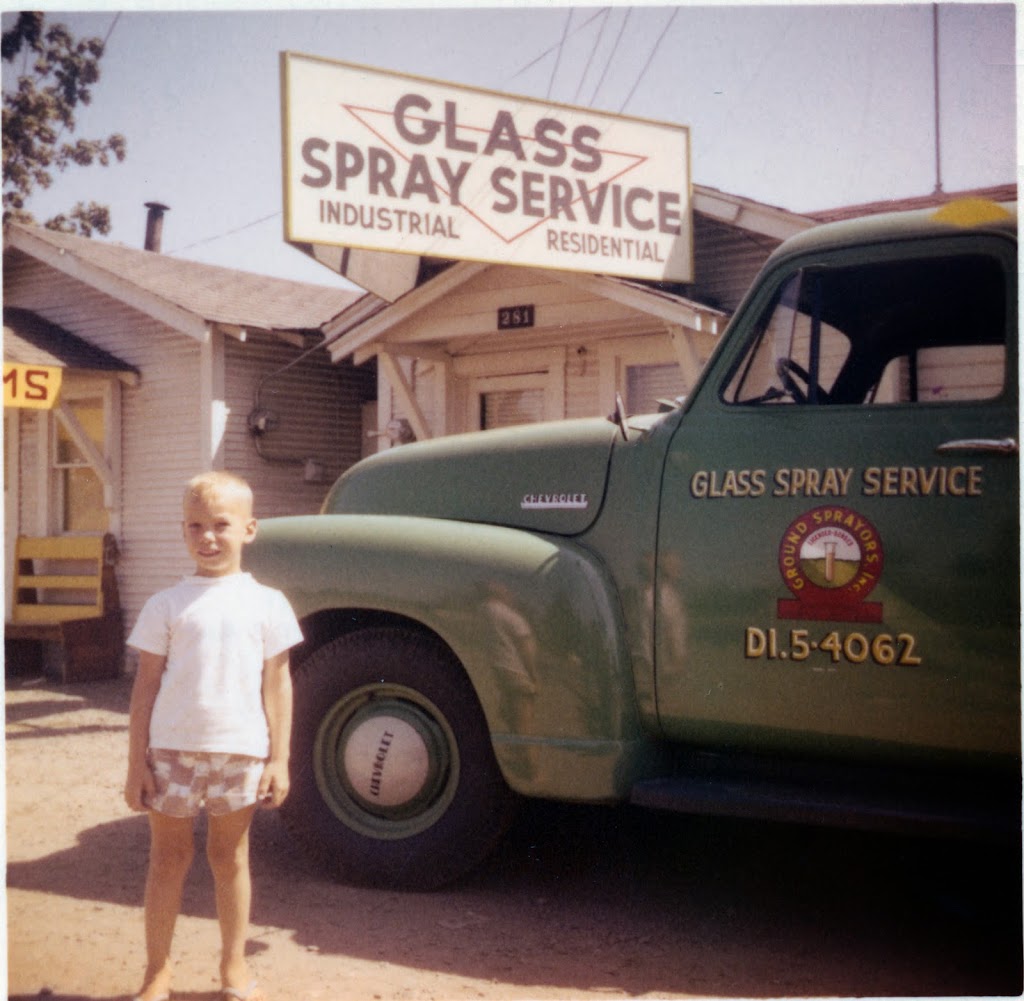 GLASS
SPRAY SERVICE
INDUSTRIAL
RESIDENTIAL
281
MS
CHEVROLET
GLASS SPRAY SERVICE
GROUND SPRAYORS, INC.
DI.5-4062
CHEVROLET